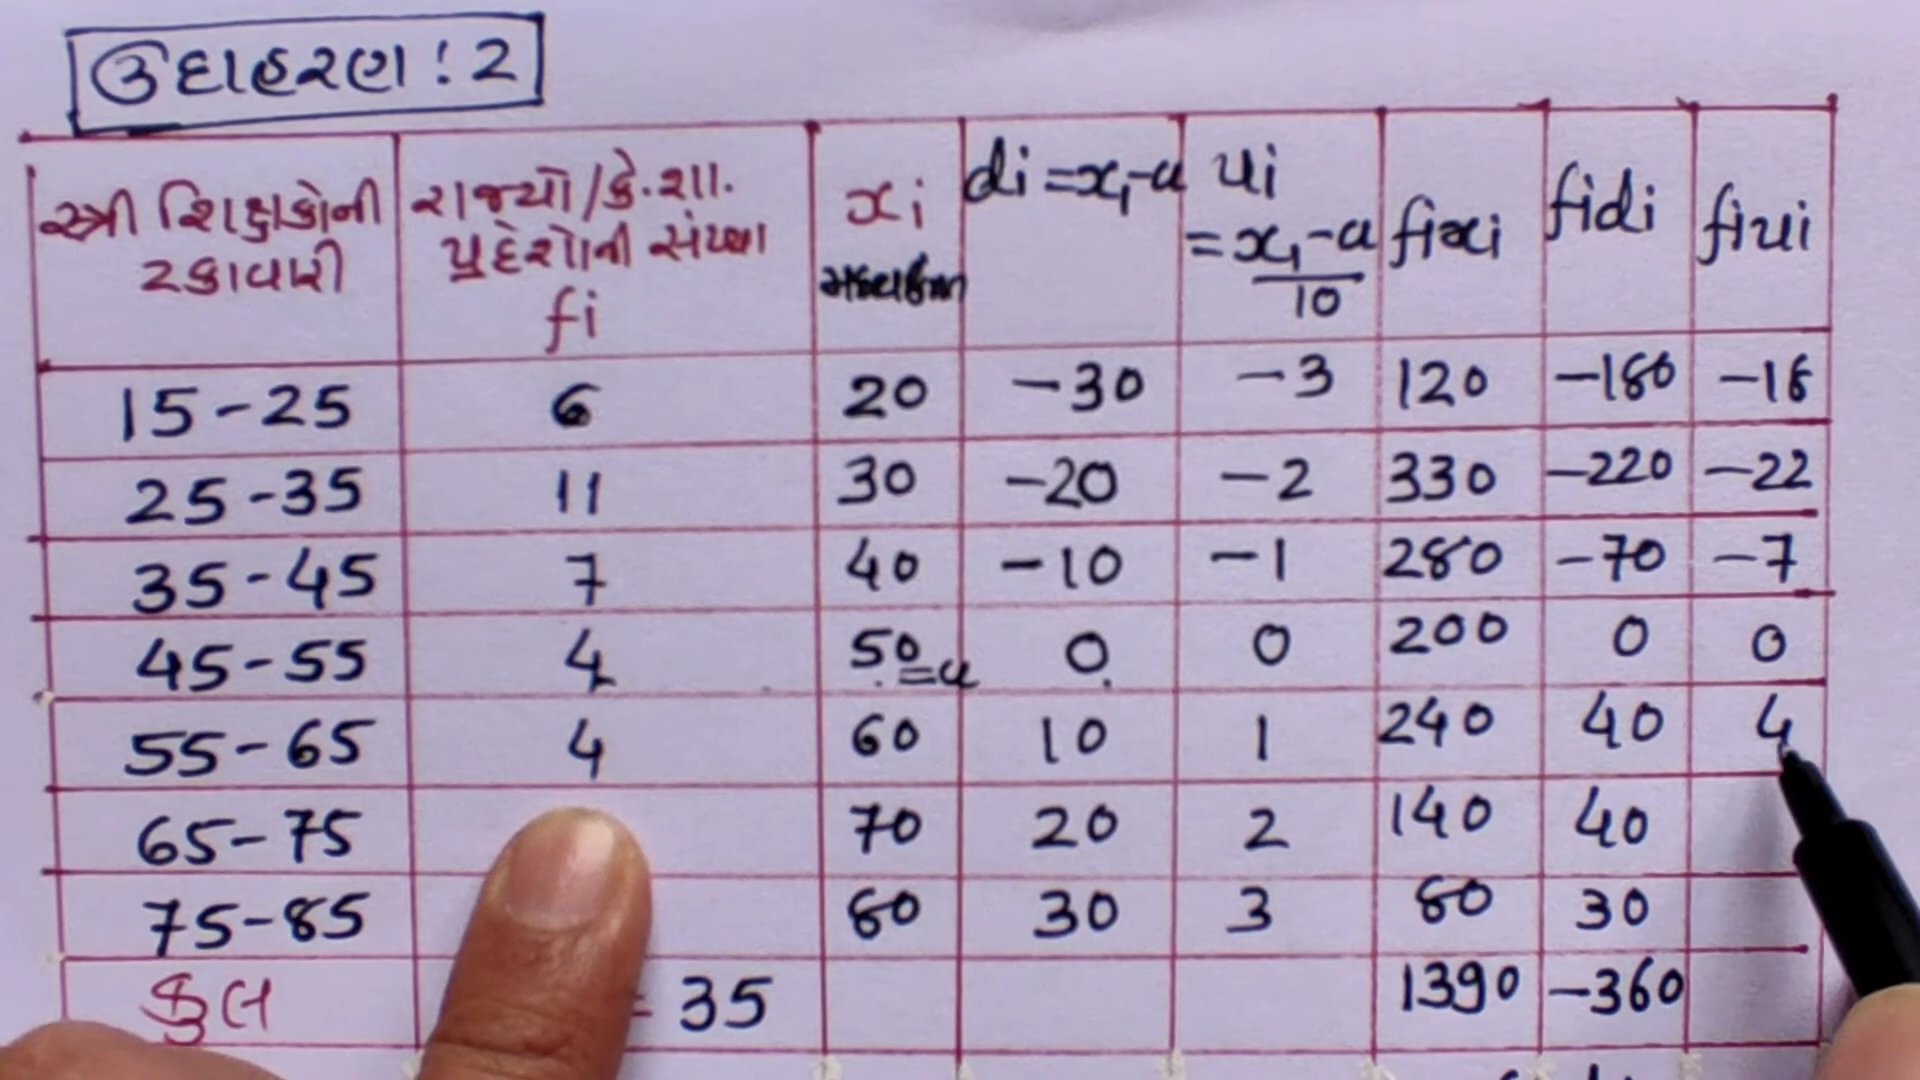 ઉદાહરણ : 2
સ્ત્રી શિક્ષકોની ટકાવારી
રાજ્યો/કે.શા. પ્રદેશોની સંખ્યા fi
xi
di = xi - a
ui = xi - a / 10
fixi
fidi
fiui
15 - 25 6 20 -30 -3 120 -180 -18
25 - 35 11 30 -20 -2 330 -220 -22
35 - 45 7 40 -10 -1 280 -70 -7
45 - 55 4 50 = a 0 0 200 0 0
55 - 65 4 60 10 1 240 40 4
65 - 75 70 20 2 140 40
75 - 85 80 30 3 80 30
કુલ = 35 1390 -360